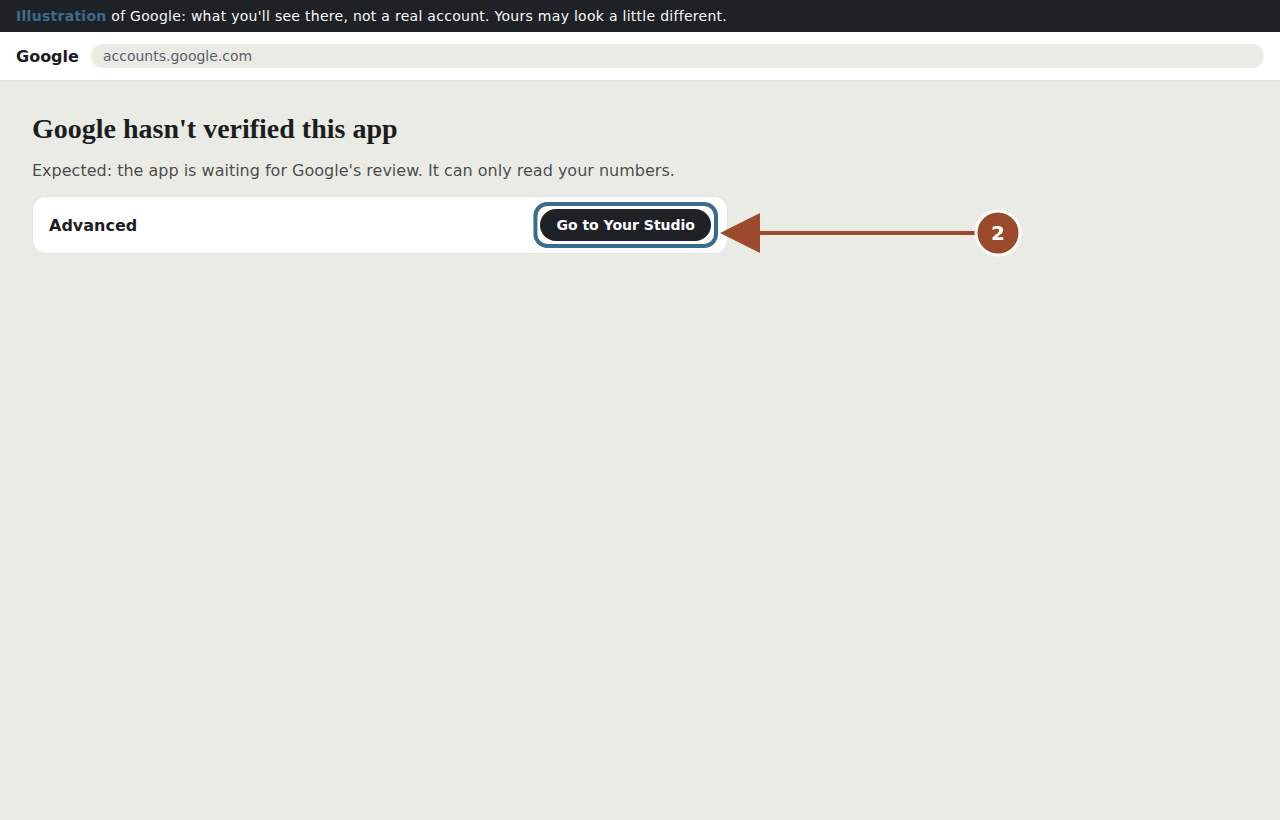 Illustration of Google: what you'll see there, not a real account. Yours may look a little different.
Google accounts.google.com
Google hasn't verified this app
Expected: the app is waiting for Google's review. It can only read your numbers.
Advanced Go to Your Studio 2